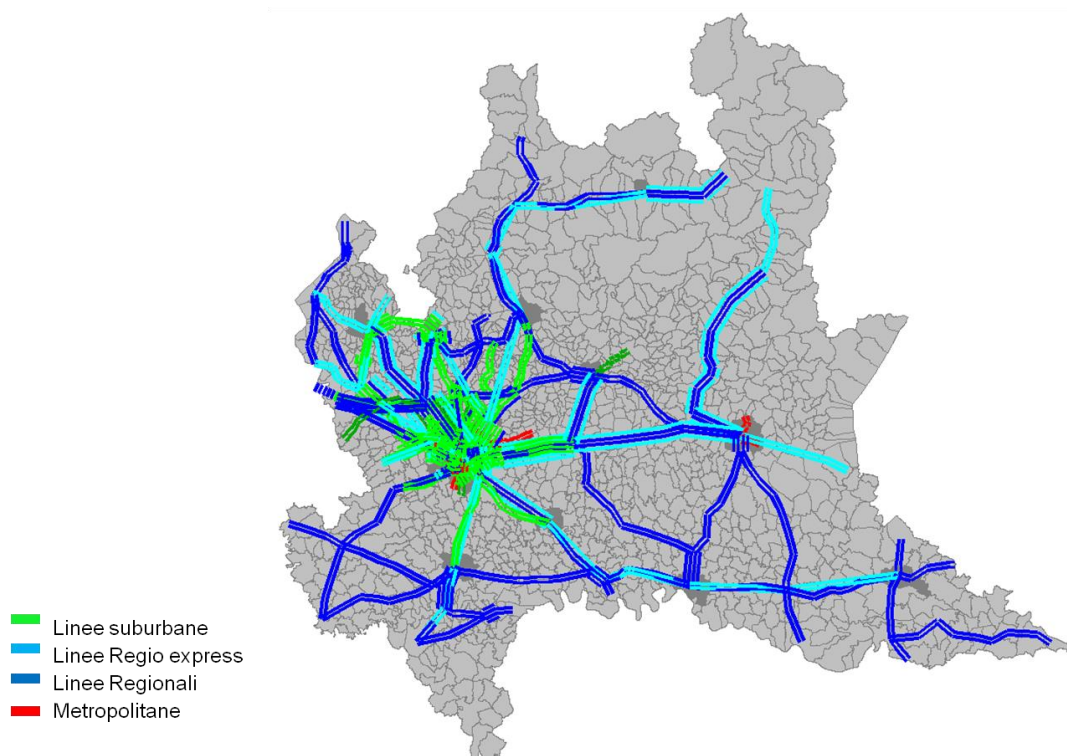 Linee suburbane
Linee Regio express
Linee Regionali
Metropolitane